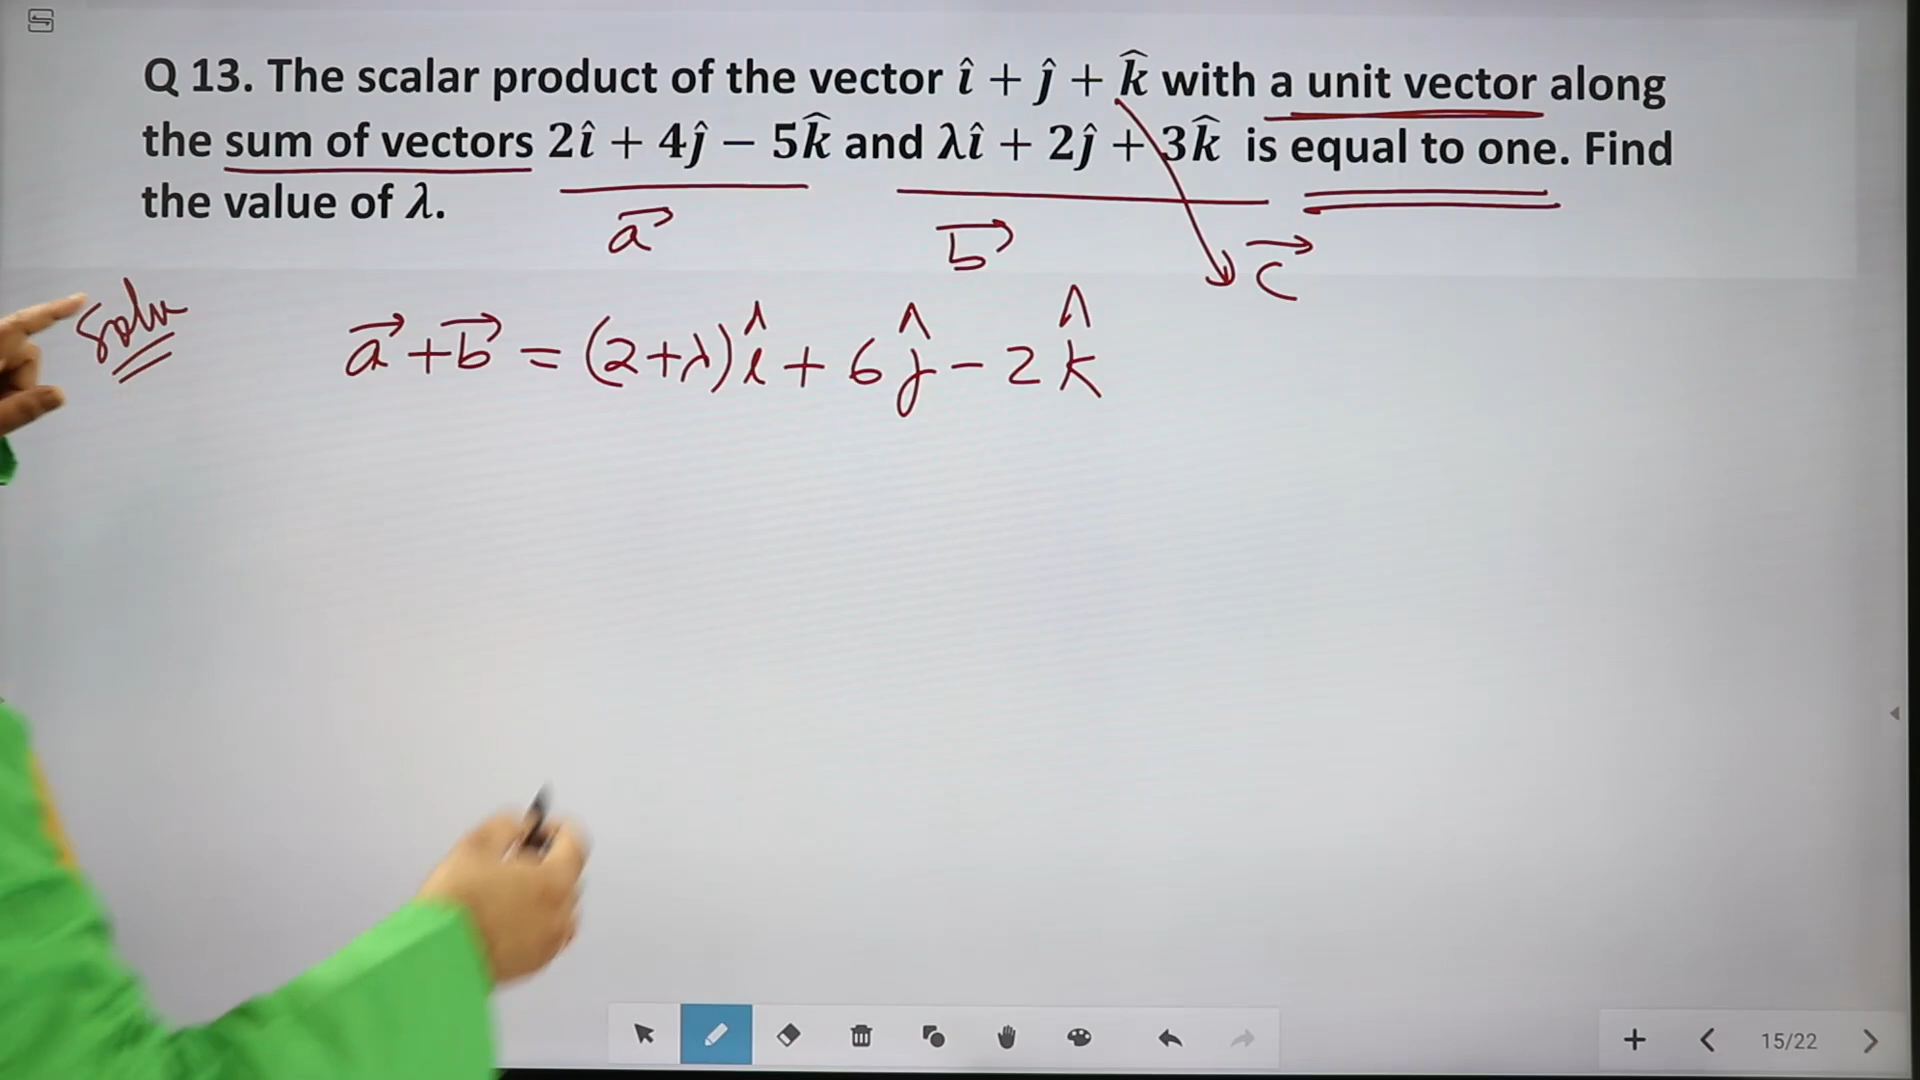 Q 13. The scalar product of the vector î + ĵ + k̂ with a unit vector along
the sum of vectors 2î + 4ĵ − 5k̂ and λî + 2ĵ + 3k̂ is equal to one. Find
the value of λ.
a⃗ b⃗ c⃗
Soln
a⃗ + b⃗ = (2+λ)î + 6ĵ − 2k̂
15/22